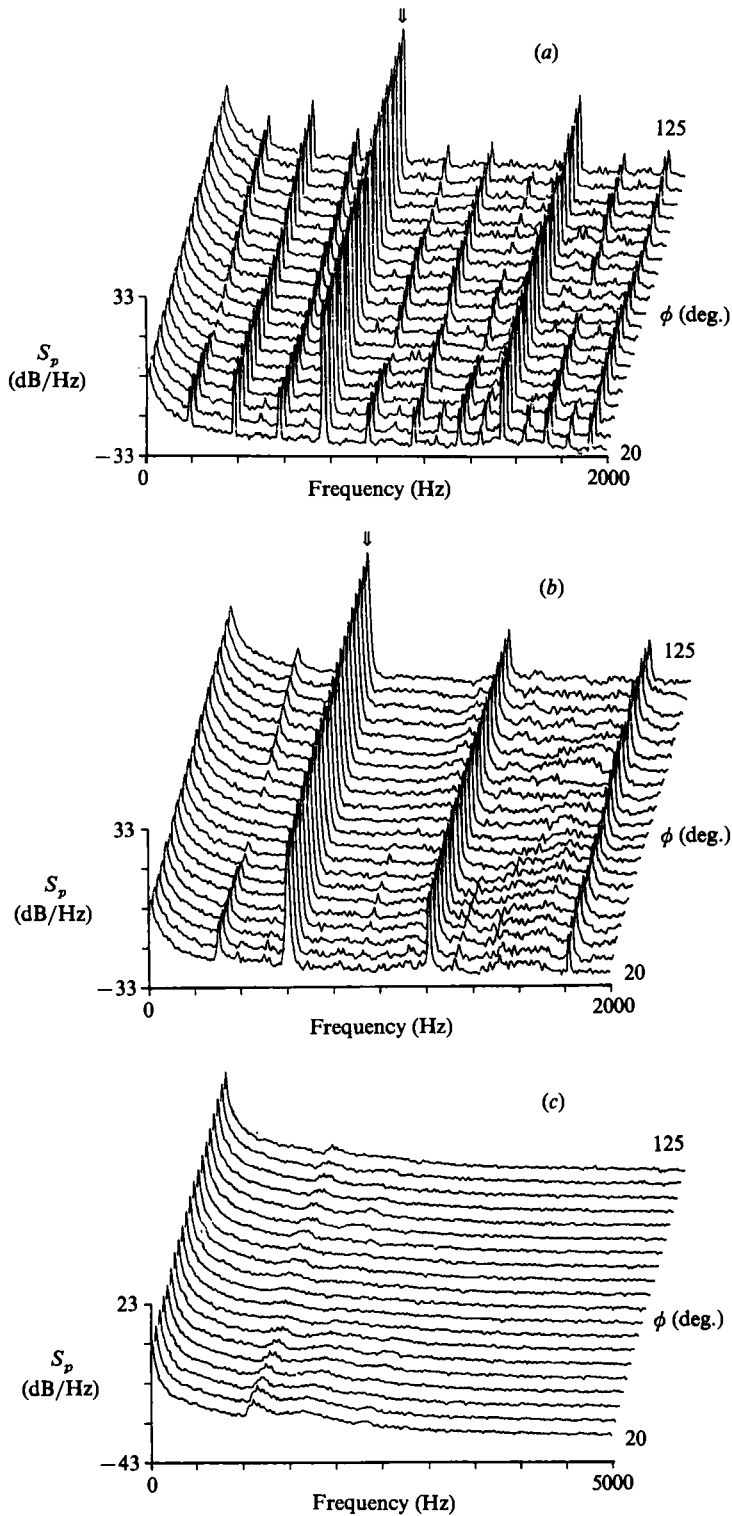 ⇓
(a)
125
33
ϕ (deg.)
S_p
(dB/Hz)
−33
20
0
2000
Frequency (Hz)
⇓
(b)
125
33
ϕ (deg.)
S_p
(dB/Hz)
−33
20
0
2000
Frequency (Hz)
(c)
125
23
ϕ (deg.)
S_p
(dB/Hz)
20
−43
0
5000
Frequency (Hz)